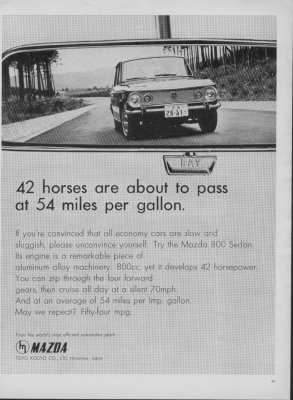 42 horses are about to pass
at 54 miles per gallon.
If you're convinced that all economy cars are slow and
sluggish, please unconvince yourself. Try the Mazda 800 Sedan.
Its engine is a remarkable piece of
aluminum alloy machinery. 800cc, yet it develops 42 horsepower.
You can zip through the four forward
gears, then cruise all day at a silent 70mph.
And at an average of 54 miles per Imp. gallon.
May we repeat? Fifty-four mpg.
From the world's most efficient automotive plant
MAZDA
TOYO KOGYO CO., LTD. Hiroshima, Japan